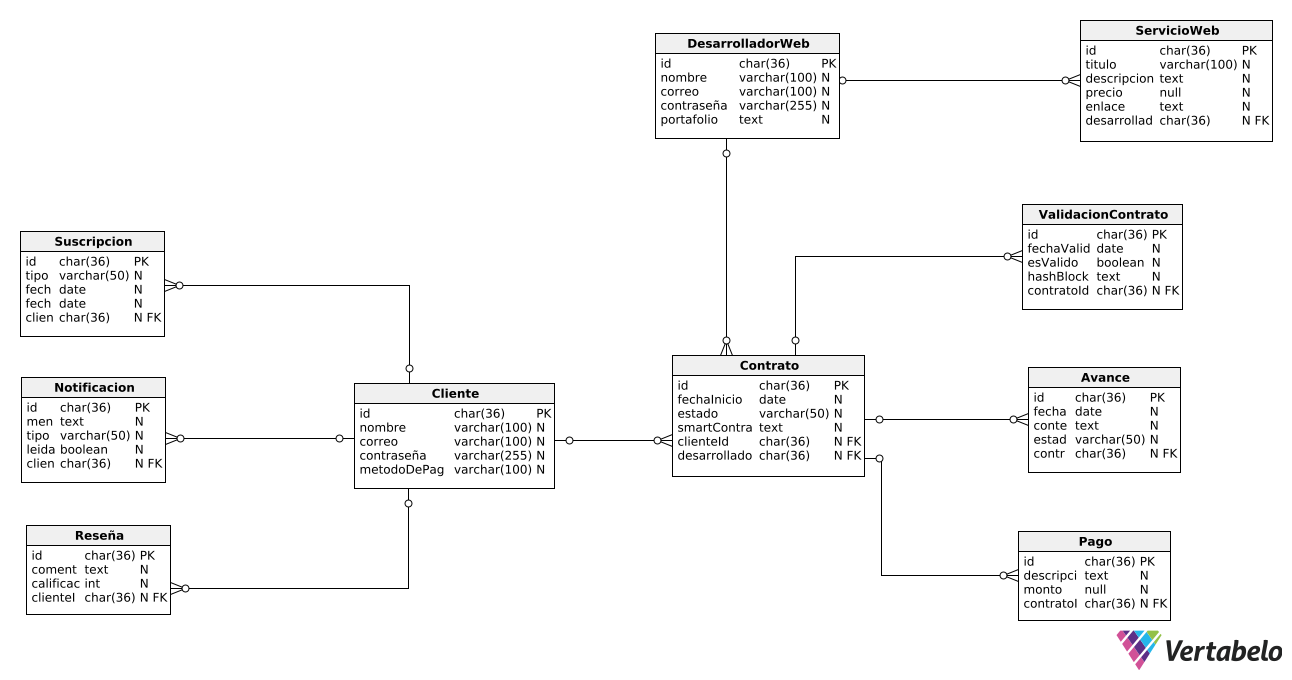 DesarrolladorWeb
id char(36) PK
nombre varchar(100) N
correo varchar(100) N
contraseña varchar(255) N
portafolio text N
ServicioWeb
id char(36) PK
titulo varchar(100) N
descripcion text N
precio null N
enlace text N
desarrollad char(36) N FK
ValidacionContrato
id char(36) PK
fechaValid date N
esValido boolean N
hashBlock text N
contratoId char(36) N FK
Suscripcion
id char(36) PK
tipo varchar(50) N
fech date N
fech date N
clien char(36) N FK
Notificacion
id char(36) PK
men text N
tipo varchar(50) N
leida boolean N
clien char(36) N FK
Cliente
id char(36) PK
nombre varchar(100) N
correo varchar(100) N
contraseña varchar(255) N
metodoDePag varchar(100) N
Contrato
id char(36) PK
fechaInicio date N
estado varchar(50) N
smartContra text N
clienteId char(36) N FK
desarrollado char(36) N FK
Avance
id char(36) PK
fecha date N
conte text N
estad varchar(50) N
contr char(36) N FK
Reseña
id char(36) PK
coment text N
calificac int N
clienteI char(36) N FK
Pago
id char(36) PK
descripci text N
monto null N
contratoI char(36) N FK
Vertabelo